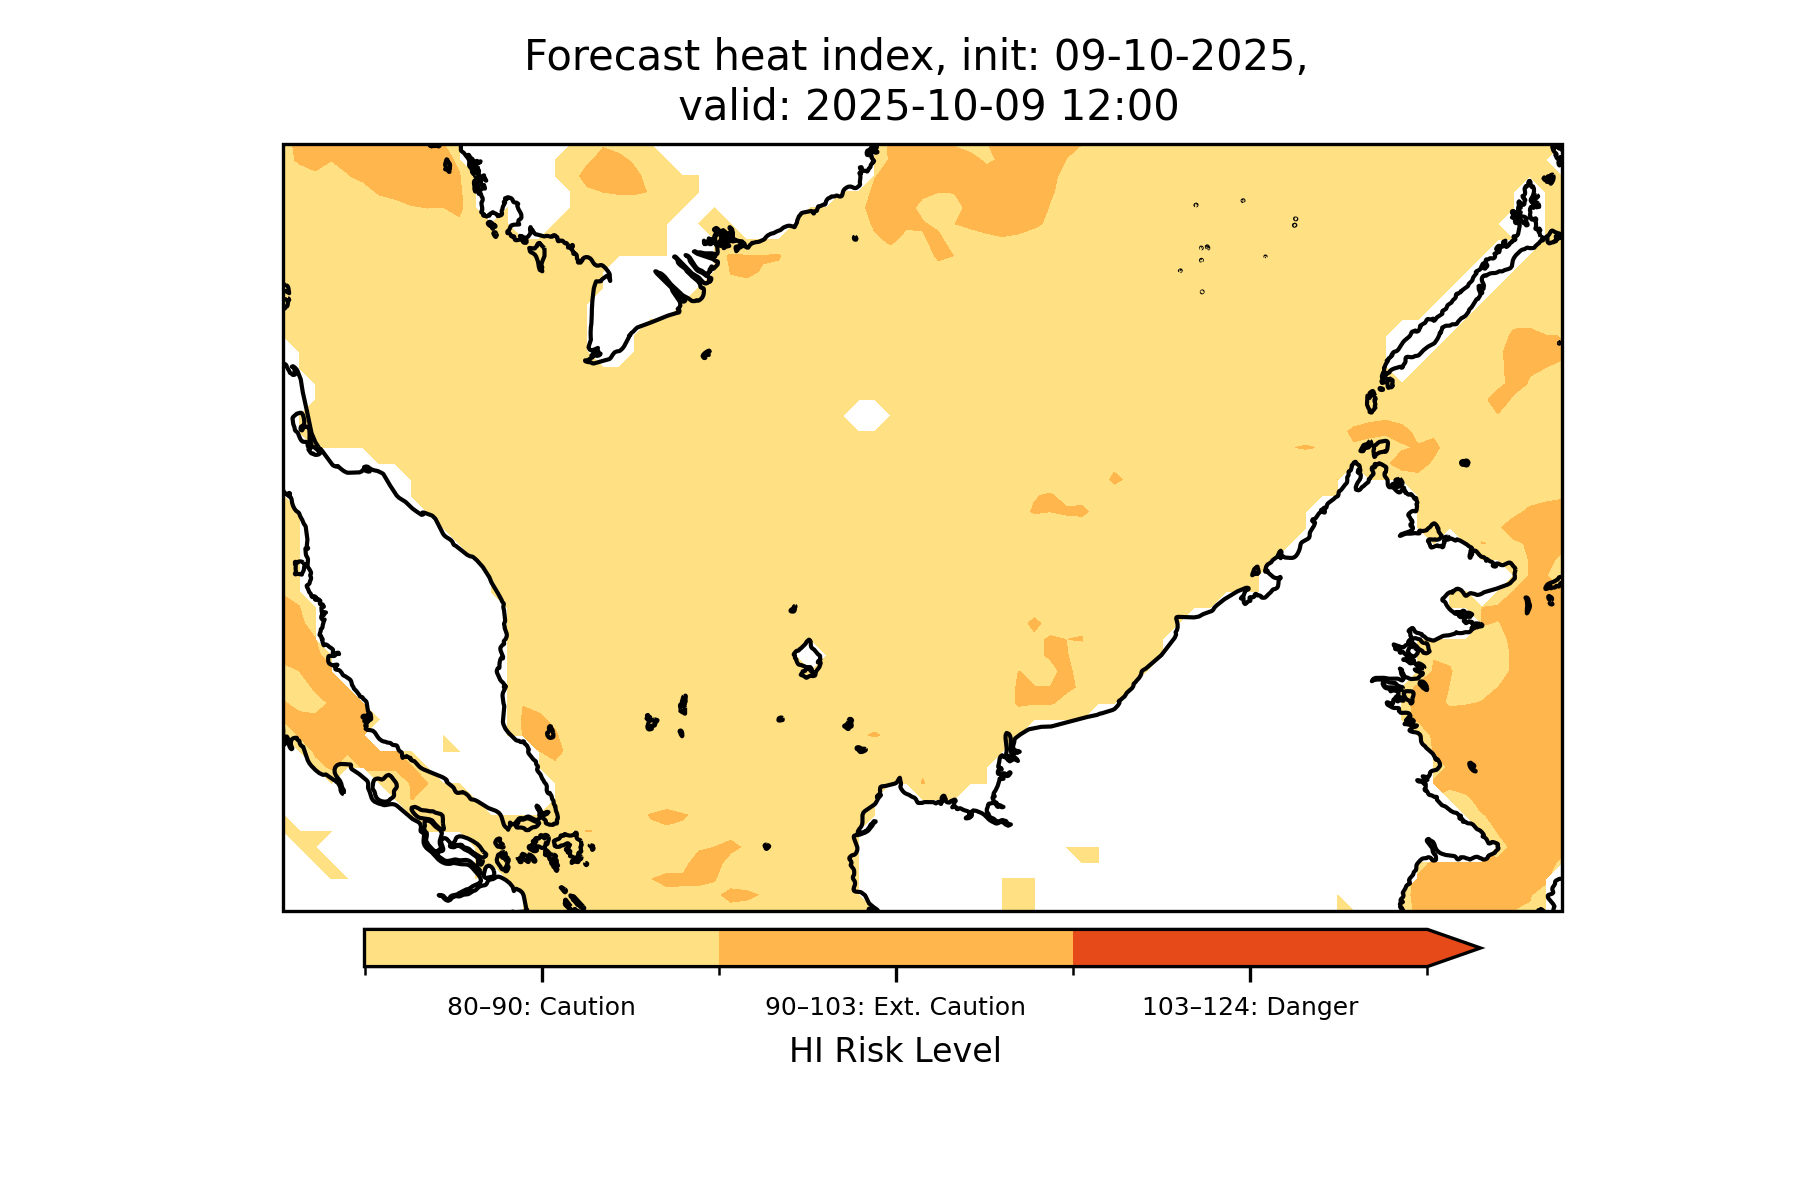 Forecast heat index, init: 09-10-2025,
valid: 2025-10-09 12:00
80–90: Caution
90–103: Ext. Caution
103–124: Danger
HI Risk Level